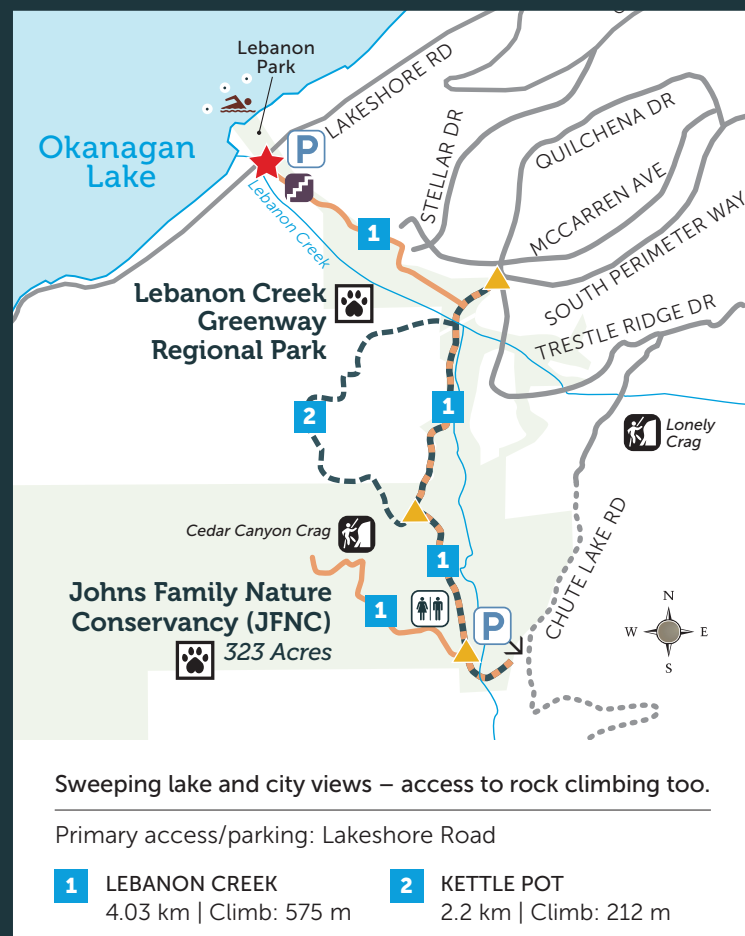 Lebanon
Park
LAKESHORE RD
P
Okanagan
Lake
Lebanon Creek
STELLAR DR
QUILCHENA DR
MCCARREN AVE
SOUTH PERIMETER WAY
TRESTLE RIDGE DR
1
Lebanon Creek
Greenway
Regional Park
2
1
Lonely
Crag
Cedar Canyon Crag
1
CHUTE LAKE RD
Johns Family Nature
Conservancy (JFNC)
323 Acres
1
P
N
W
E
S
Sweeping lake and city views – access to rock climbing too.
Primary access/parking: Lakeshore Road
1 LEBANON CREEK
4.03 km | Climb: 575 m
2 KETTLE POT
2.2 km | Climb: 212 m